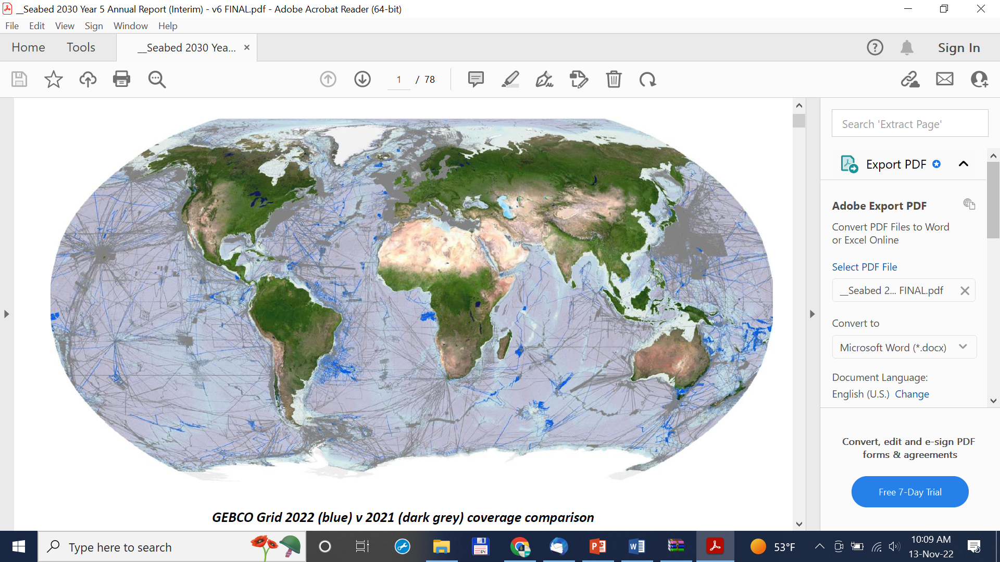 __Seabed 2030 Year 5 Annual Report (Interim) - v6 FINAL.pdf - Adobe Acrobat Reader (64-bit)
File Edit View Sign Window Help
Home Tools __Seabed 2030 Yea... × Sign In
1 / 78
Search 'Extract Page'
Export PDF
Adobe Export PDF
Convert PDF Files to Word
or Excel Online
Select PDF File
__Seabed 2... FINAL.pdf
Convert to
Microsoft Word (*.docx)
Document Language:
English (U.S.) Change
Convert, edit and e-sign PDF
forms & agreements
Free 7-Day Trial
GEBCO Grid 2022 (blue) v 2021 (dark grey) coverage comparison
Type here to search
53°F
10:09 AM
13-Nov-22